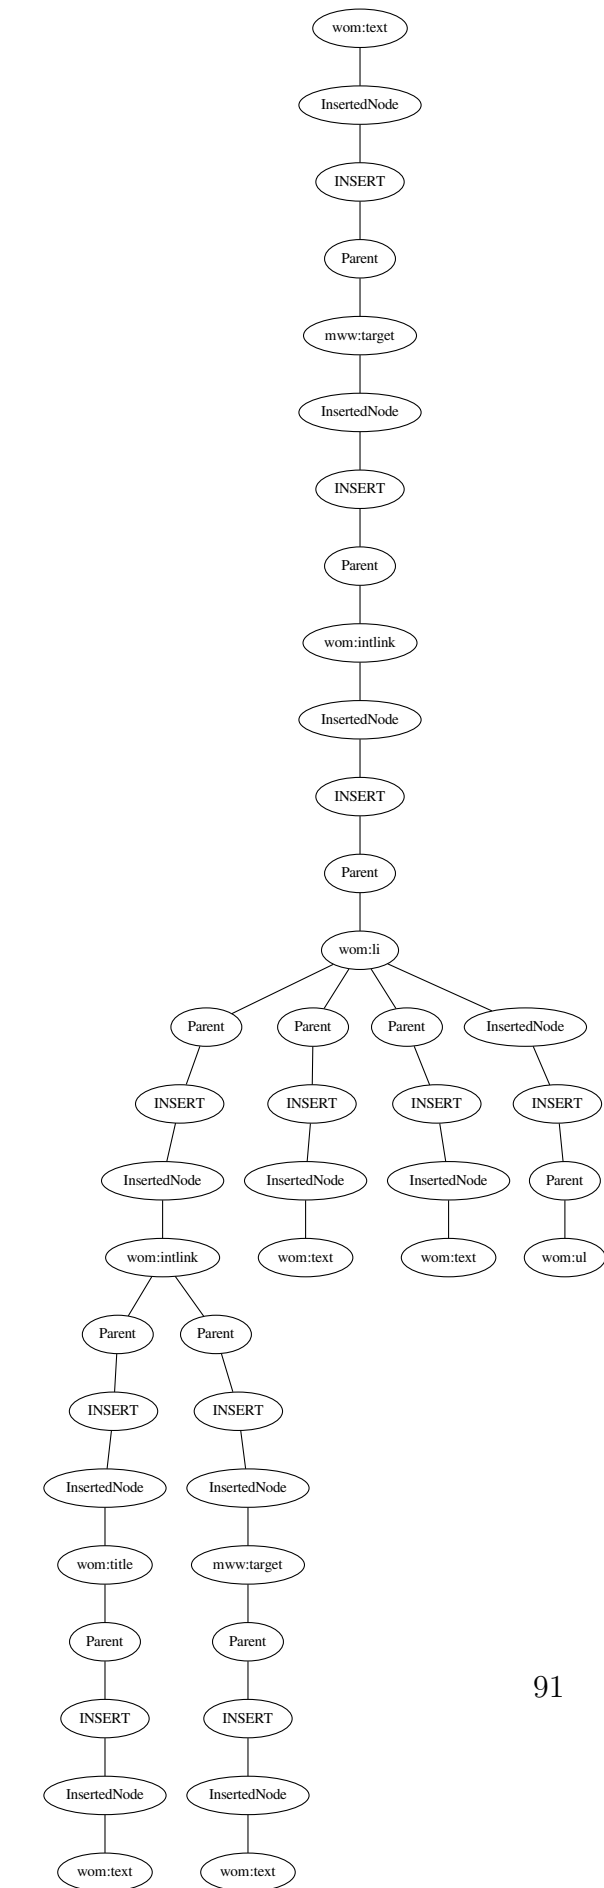 wom:text
InsertedNode
INSERT
Parent
mww:target
InsertedNode
INSERT
Parent
wom:intlink
InsertedNode
INSERT
Parent
wom:li
Parent Parent Parent InsertedNode
INSERT INSERT INSERT INSERT
InsertedNode InsertedNode InsertedNode Parent
wom:intlink wom:text wom:text wom:ul
Parent Parent
INSERT INSERT
InsertedNode InsertedNode
wom:title mww:target
Parent Parent
91
INSERT INSERT
InsertedNode InsertedNode
wom:text wom:text